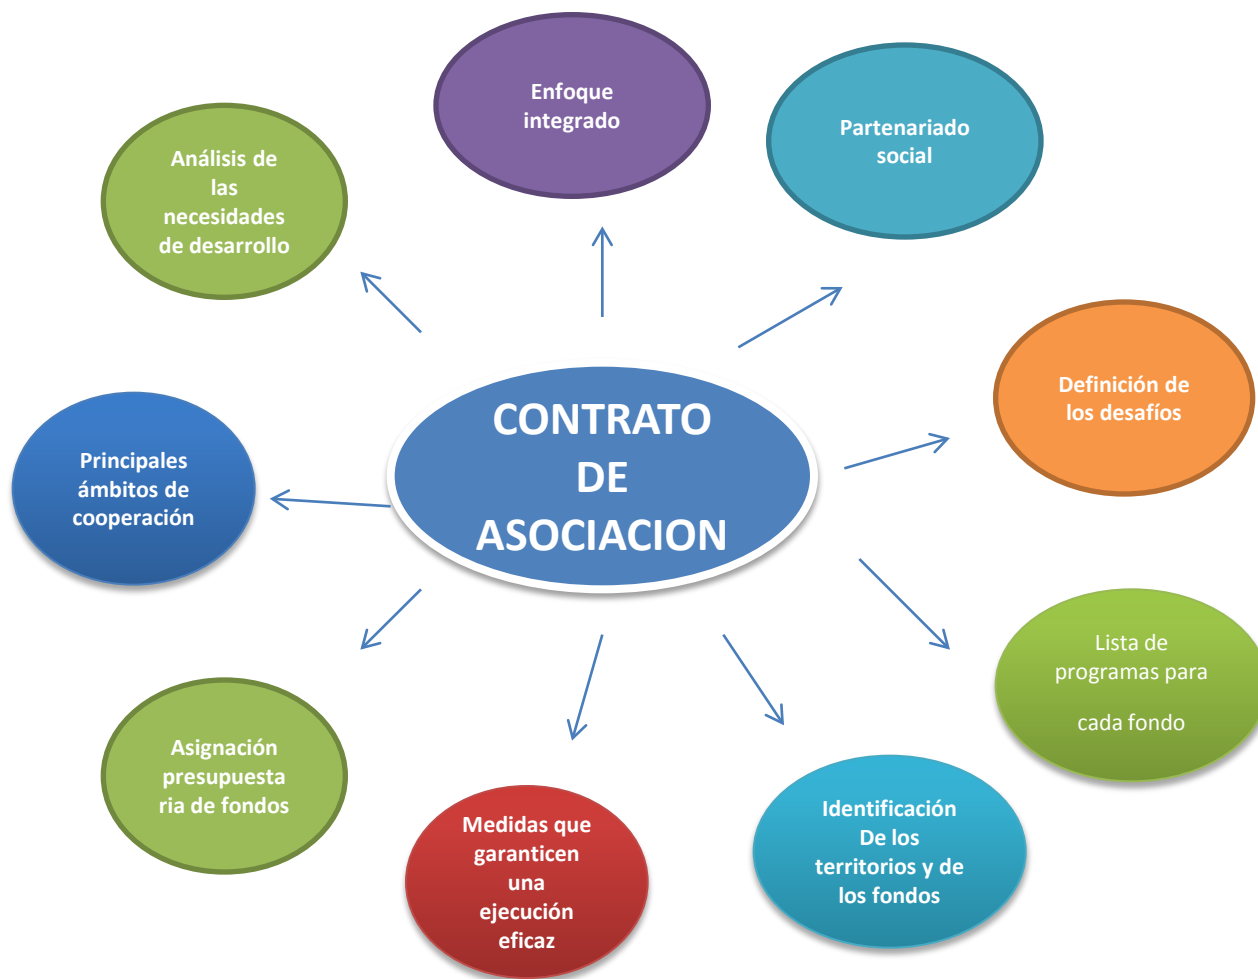 Enfoque
integrado
Partenariado
social
Análisis de
las
necesidades
de desarrollo
Definición de
los desafíos
CONTRATO
DE
ASOCIACION
Principales
ámbitos de
cooperación
Lista de
programas para
cada fondo
Asignación
presupuesta
ria de fondos
Medidas que
garanticen
una
ejecución
eficaz
Identificación
De los
territorios y de
los fondos